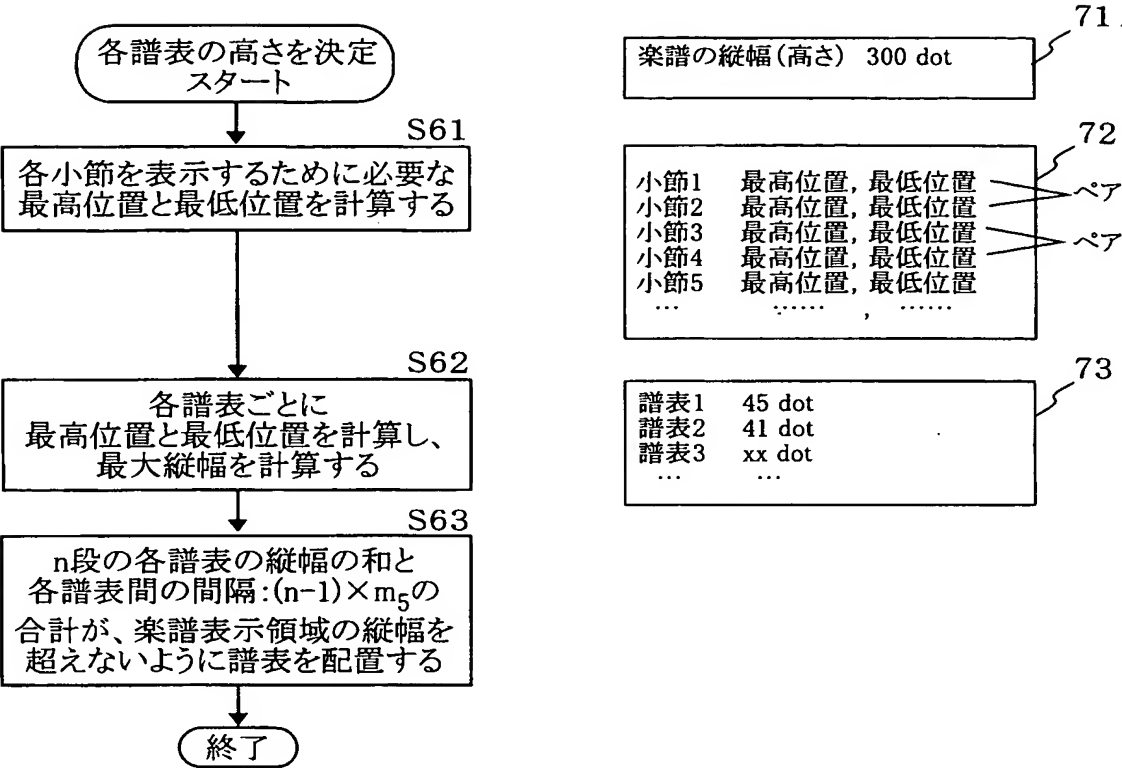 各譜表の高さを決定
スタート
S61
各小節を表示するために必要な
最高位置と最低位置を計算する
S62
各譜表ごとに
最高位置と最低位置を計算し、
最大縦幅を計算する
S63
n段の各譜表の縦幅の和と
各譜表間の間隔:(n-1)×m5の
合計が、楽譜表示領域の縦幅を
超えないように譜表を配置する
終了
71
楽譜の縦幅(高さ) 300 dot
72
小節1 最高位置, 最低位置
小節2 最高位置, 最低位置
小節3 最高位置, 最低位置
小節4 最高位置, 最低位置
小節5 最高位置, 最低位置
… …… , ……
ペア
ペア
73
譜表1 45 dot
譜表2 41 dot
譜表3 xx dot
… …